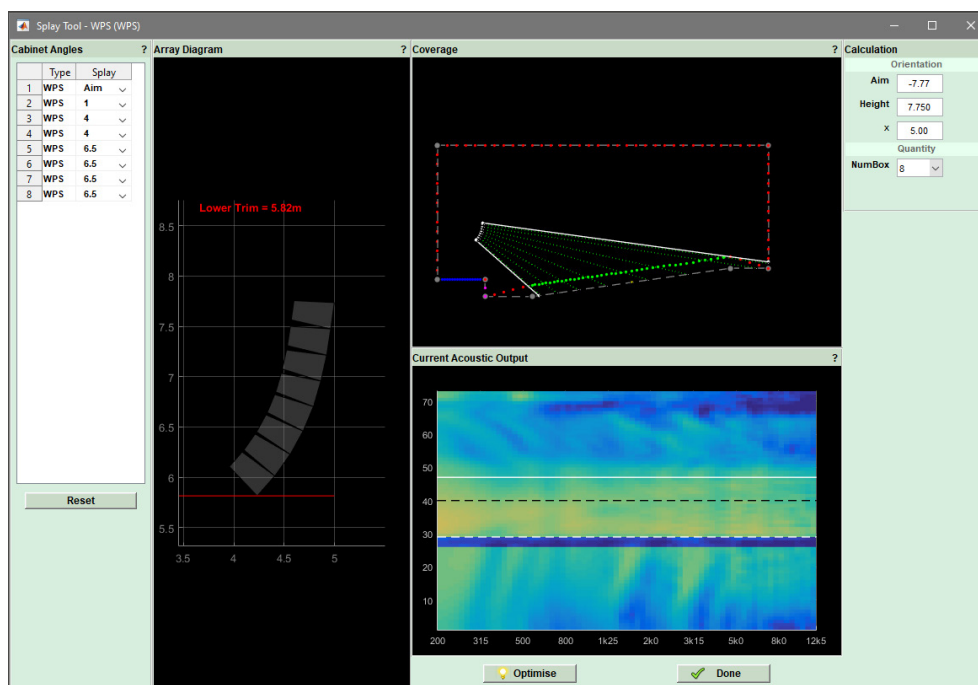 Splay Tool - WPS (WPS)
Cabinet Angles ?
Type Splay
1 WPS Aim
2 WPS 1
3 WPS 4
4 WPS 4
5 WPS 6.5
6 WPS 6.5
7 WPS 6.5
8 WPS 6.5
Reset
Array Diagram ?
Lower Trim = 5.82m
8.5
8
7.5
7
6.5
6
5.5
3.5 4 4.5 5
Coverage ?
Current Acoustic Output ?
70
60
50
40
30
20
10
200 315 500 800 1k25 2k0 3k15 5k0 8k0 12k5
Optimise Done
Calculation
Orientation
Aim -7.77
Height 7.750
x 5.00
Quantity
NumBox 8